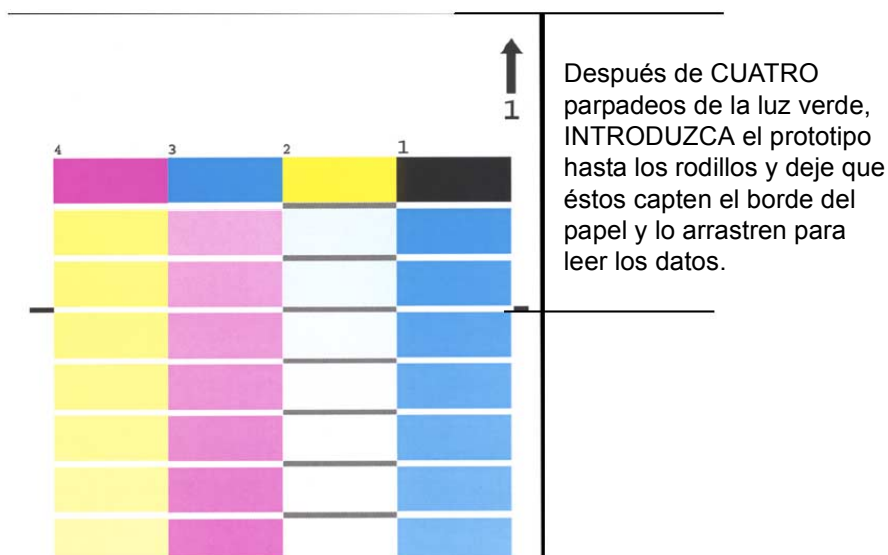 1
4 3 2 1
Después de CUATRO
parpadeos de la luz verde,
INTRODUZCA el prototipo
hasta los rodillos y deje que
éstos capten el borde del
papel y lo arrastren para
leer los datos.